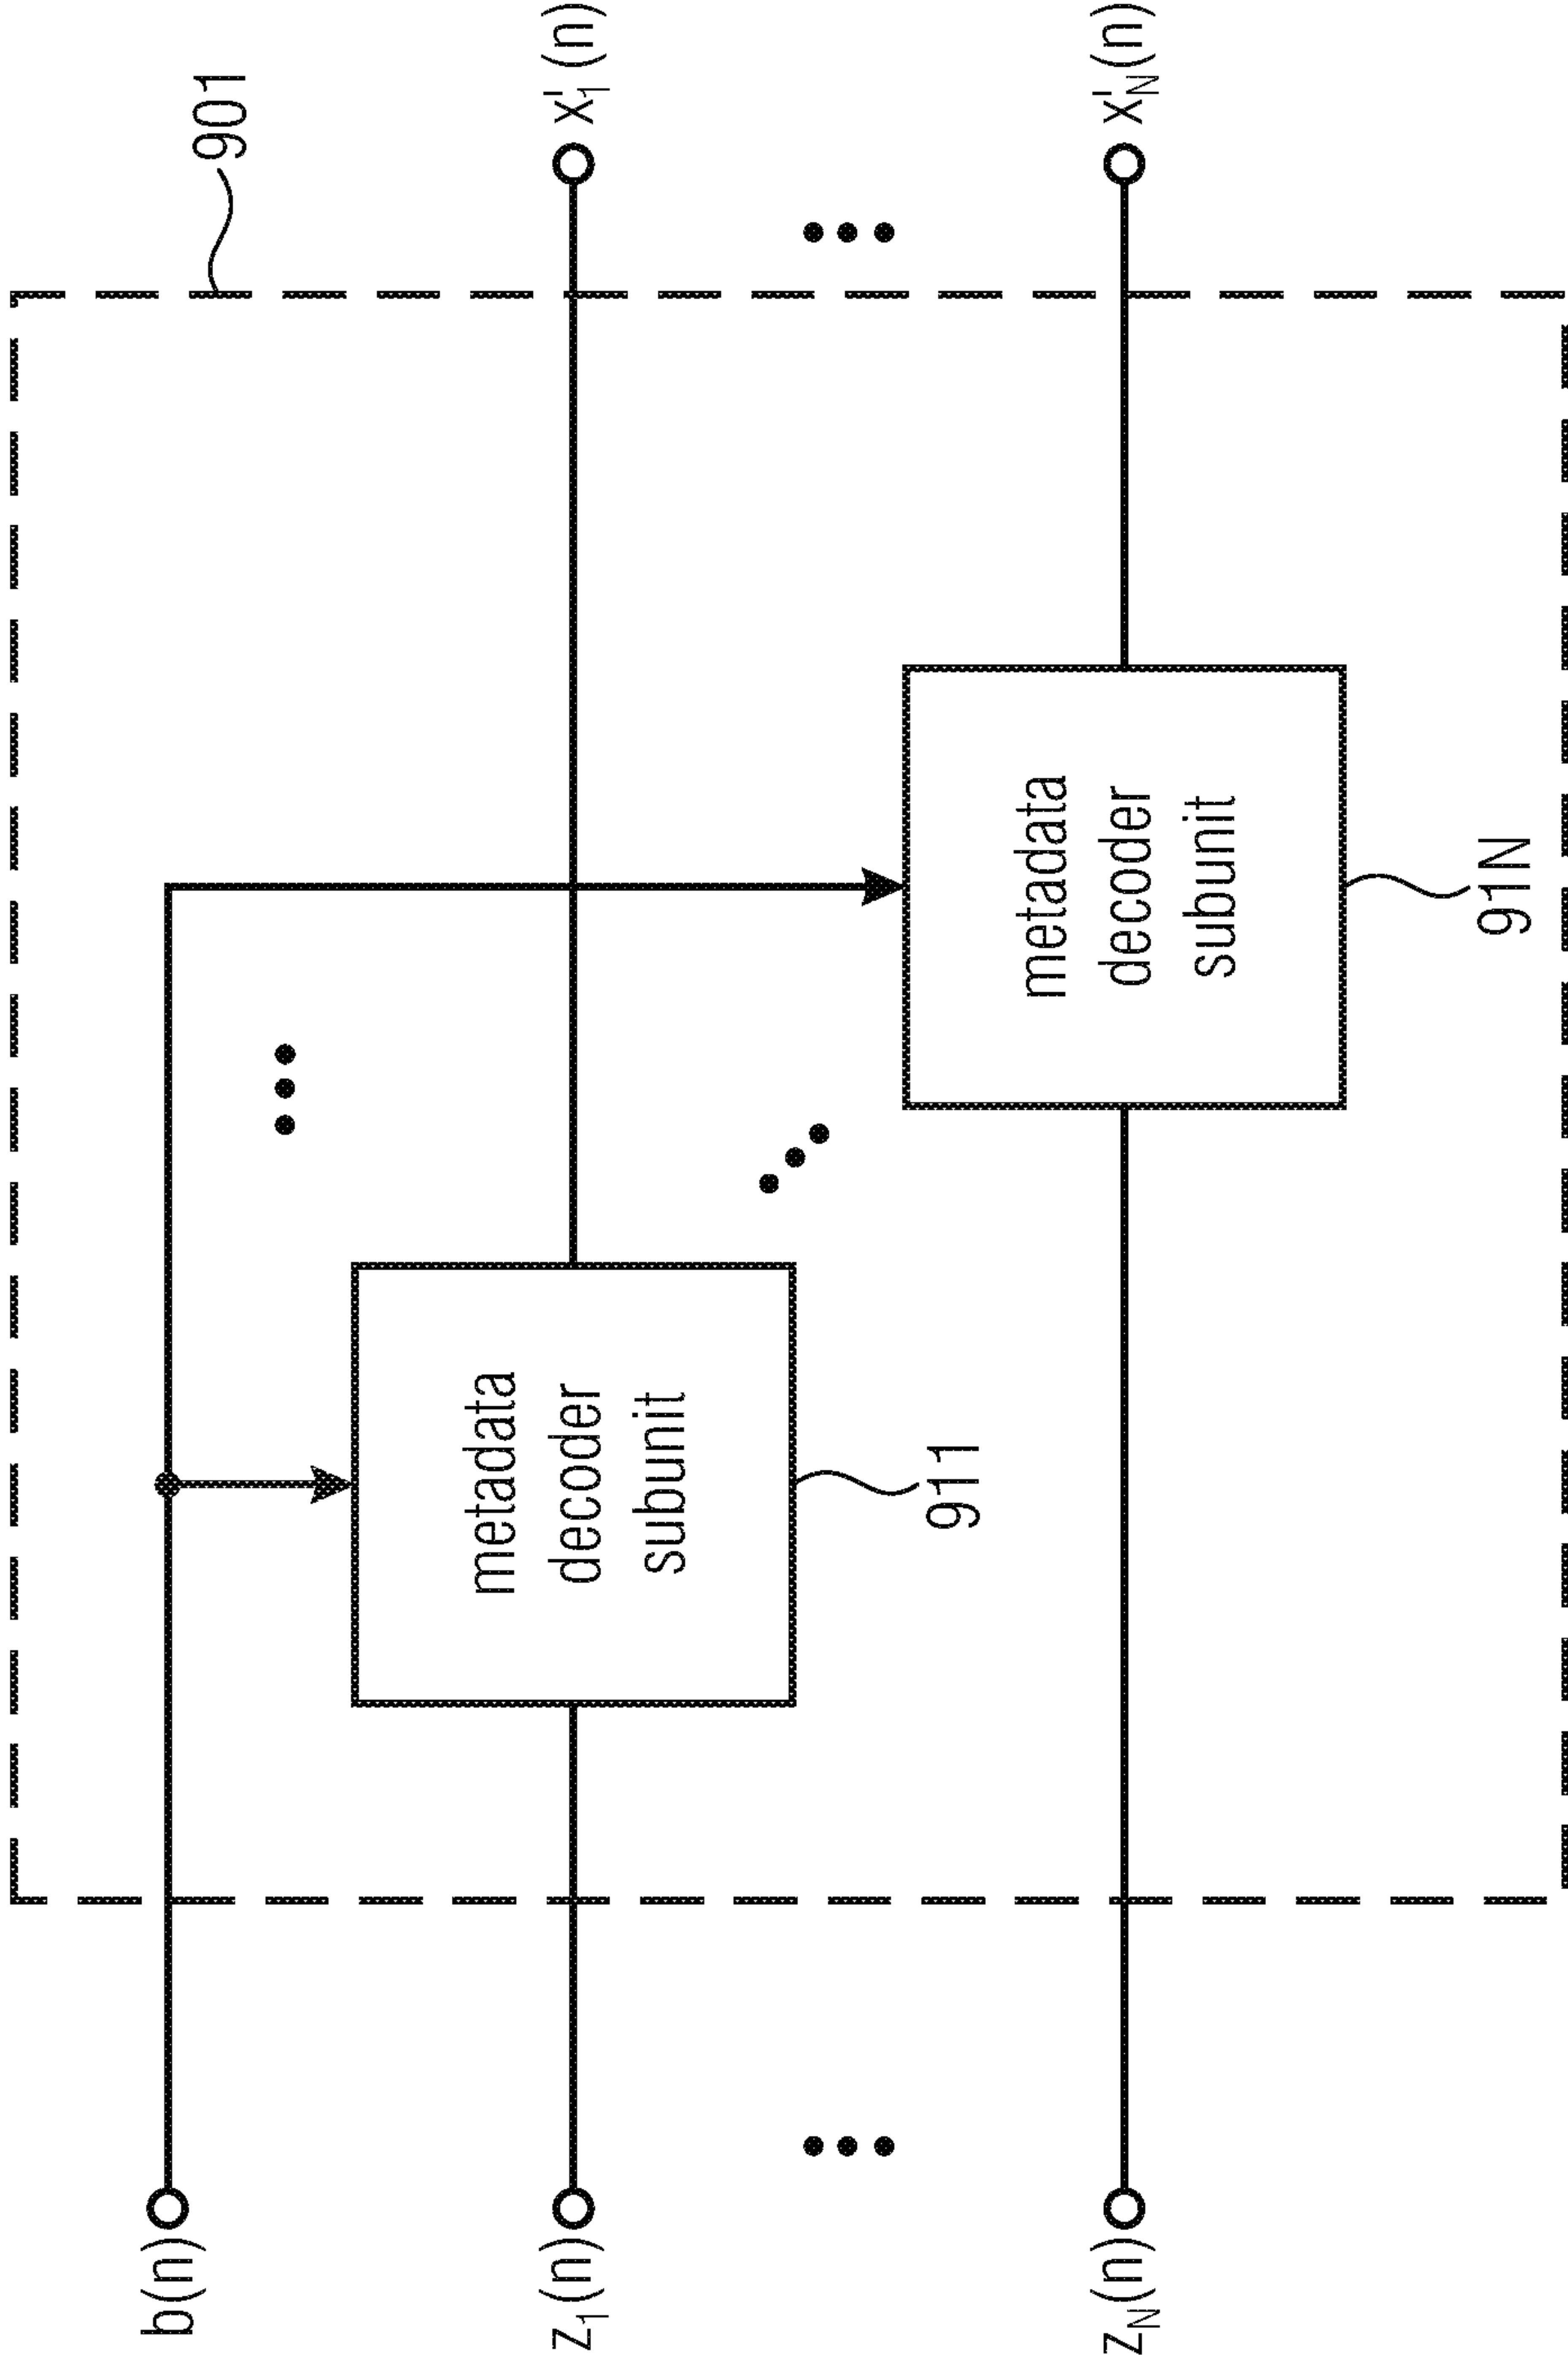 901
b(n)
z₁(n)
metadata
decoder
subunit
x'₁(n)
911
zN(n)
metadata
decoder
subunit
x'N(n)
91N